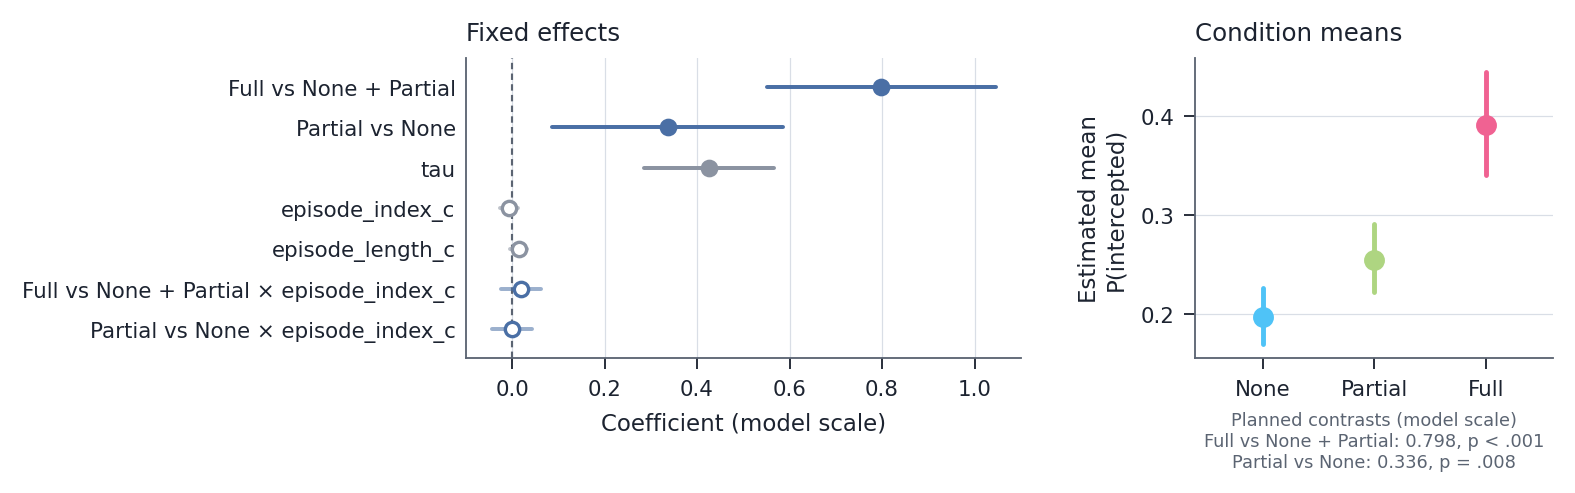 Fixed effects
Full vs None + Partial
Partial vs None
tau
episode_index_c
episode_length_c
Full vs None + Partial × episode_index_c
Partial vs None × episode_index_c
0.0 0.2 0.4 0.6 0.8 1.0
Coefficient (model scale)
Condition means
Estimated mean
P(intercepted)
0.4
0.3
0.2
None Partial Full
Planned contrasts (model scale)
Full vs None + Partial: 0.798, p < .001
Partial vs None: 0.336, p = .008